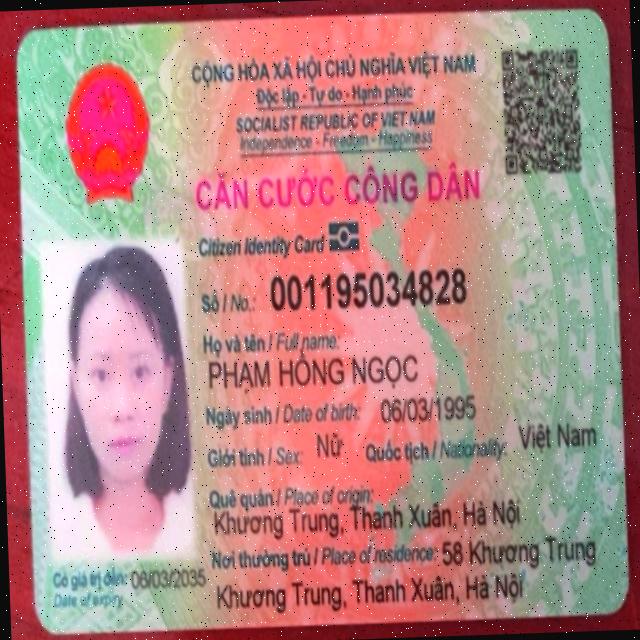 CỘNG HÒA XÃ HỘI CHỦ NGHĨA VIỆT NAM
Độc lập - Tự do - Hạnh phúc
SOCIALIST REPUBLIC OF VIET NAM
Independence - Freedom - Happiness
CĂN CƯỚC CÔNG DÂN
Citizen Identity Card
Số / No.: 001195034828
Họ và tên / Full name:
PHẠM HỒNG NGỌC
Ngày sinh / Date of birth: 06/03/1995
Giới tính / Sex: Nữ Quốc tịch / Nationality: Việt Nam
Quê quán / Place of origin:
Khương Trung, Thanh Xuân, Hà Nội
Nơi thường trú / Place of residence: 58 Khương Trung
Khương Trung, Thanh Xuân, Hà Nội
Có giá trị đến: 06/03/2035
Date of expiry